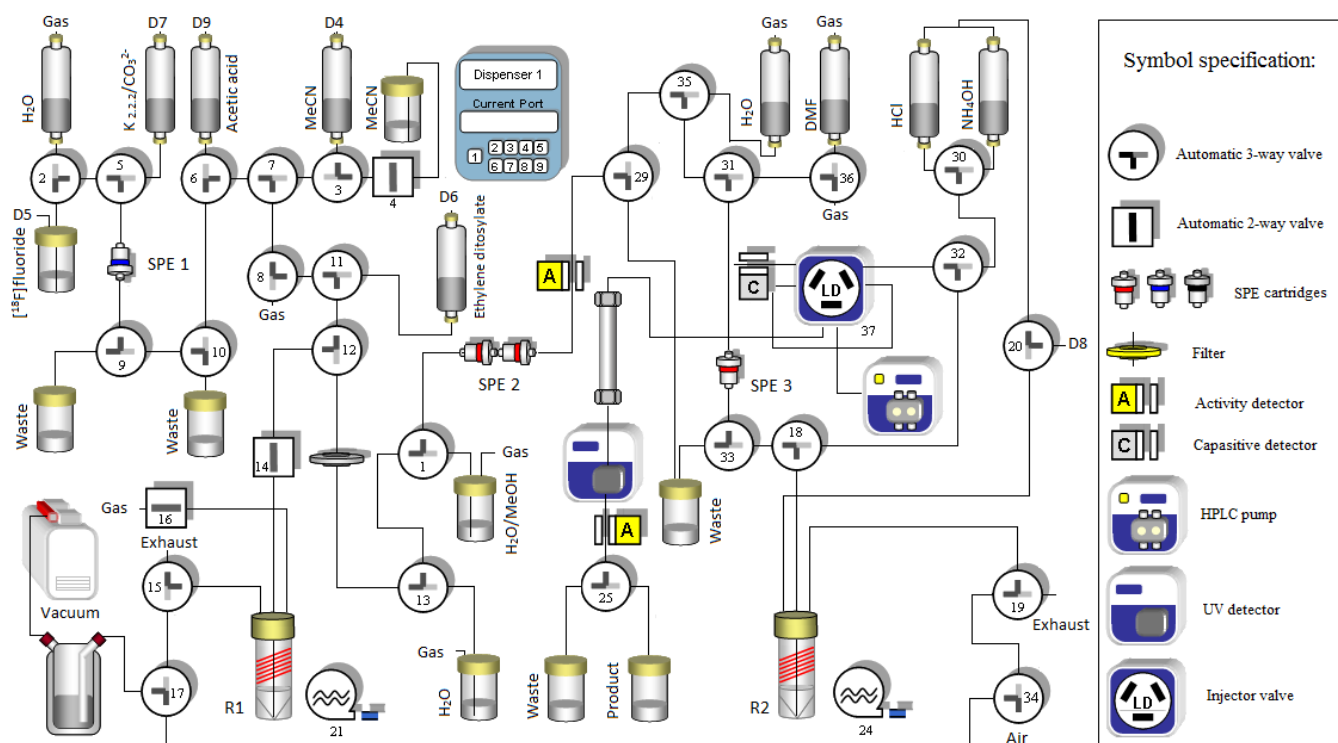 Gas
D7
D9
D4
Gas
Gas
H₂O
K 2.2.2/CO₃²⁻
Acetic acid
MeCN
MeCN
Dispenser 1
Current Port
1
2 3 4 5
6 7 8 9
H₂O
DMF
HCl
NH₄OH
35
2
5
6
7
3
4
29
31
36
30
Gas
D5
[¹⁸F]fluoride
SPE 1
8
Gas
11
D6
Ethylene ditosylate
A
C
LD
37
32
20
D8
9
10
12
SPE 2
SPE 3
Waste
Waste
14
1
Gas
H₂O/MeOH
33
18
Waste
Gas
16
Exhaust
Vacuum
15
13
A
25
19
Exhaust
17
R1
21
Gas
H₂O
Waste
Product
R2
24
34
Air
Symbol specification:
Automatic 3-way valve
Automatic 2-way valve
SPE cartridges
Filter
A
Activity detector
C
Capasitive detector
HPLC pump
UV detector
LD
Injector valve